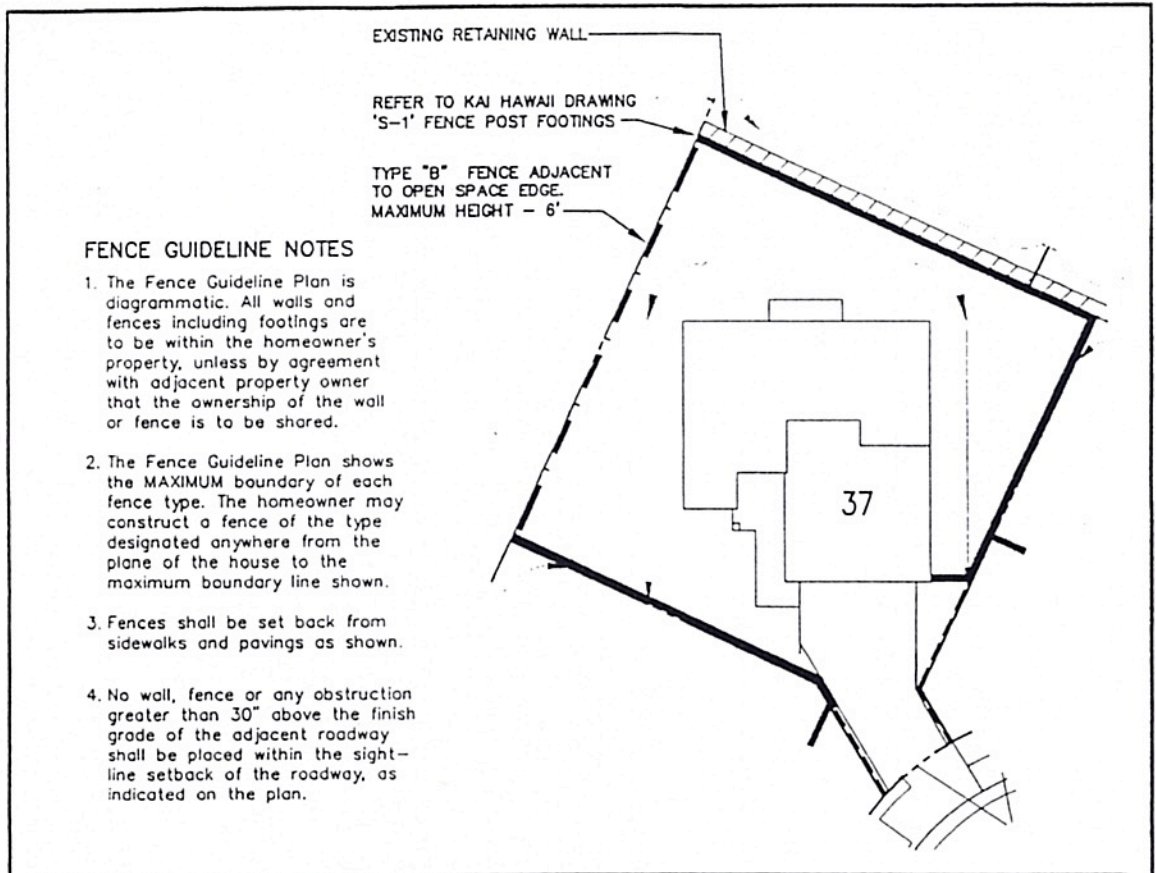 EXISTING RETAINING WALL
REFER TO KAI HAWAII DRAWING
'S-1' FENCE POST FOOTINGS
TYPE "B" FENCE ADJACENT
TO OPEN SPACE EDGE.
MAXIMUM HEIGHT - 6'
FENCE GUIDELINE NOTES
1. The Fence Guideline Plan is
diagrammatic. All walls and
fences including footings are
to be within the homeowner's
property, unless by agreement
with adjacent property owner
that the ownership of the wall
or fence is to be shared.
2. The Fence Guideline Plan shows
the MAXIMUM boundary of each
fence type. The homeowner may
construct a fence of the type
designated anywhere from the
plane of the house to the
maximum boundary line shown.
3. Fences shall be set back from
sidewalks and pavings as shown.
4. No wall, fence or any obstruction
greater than 30" above the finish
grade of the adjacent roadway
shall be placed within the sight-
line setback of the roadway, as
indicated on the plan.
37